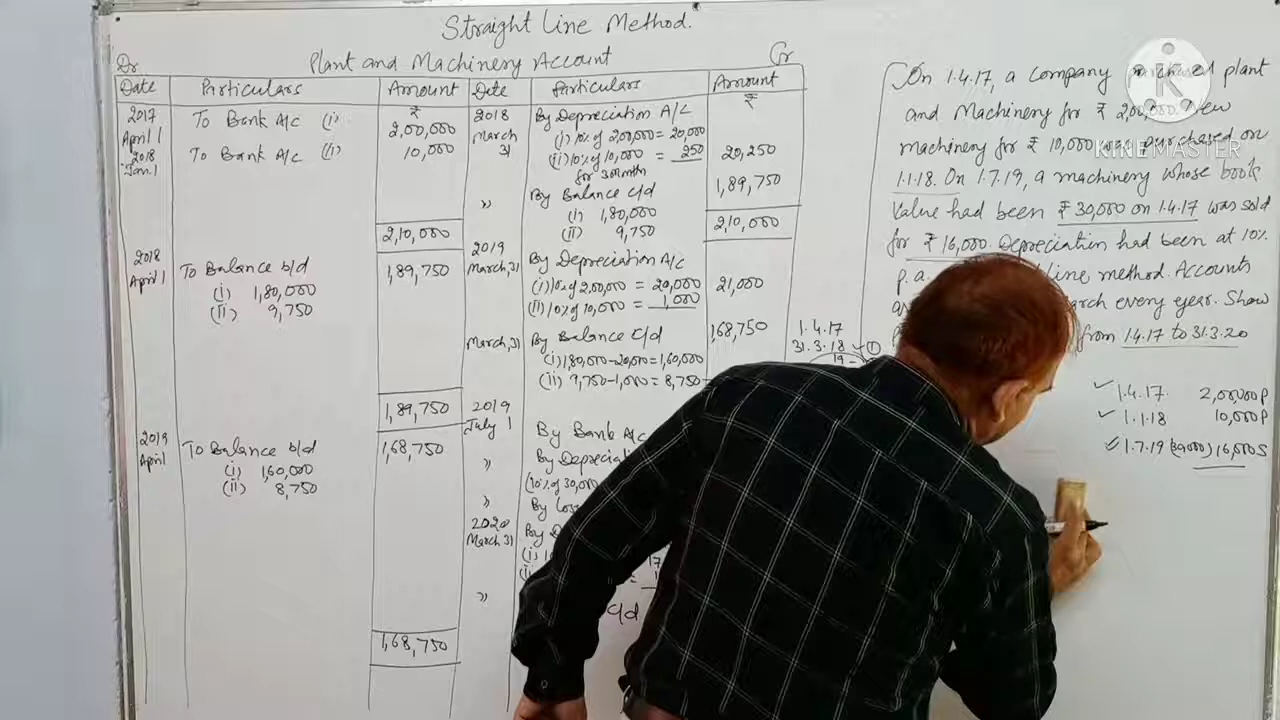 Straight Line Method.
Plant and Machinery Account
Dr. Cr
Date Particulars Amount Date Particulars Amount
₹ ₹
2017 April 1 To Bank A/c (i) 2,00,000
2018 Jan. 1 To Bank A/c (ii) 10,000
2,10,000
2018 April 1 To Balance b/d 1,89,750
(i) 1,80,000
(ii) 9,750
1,89,750
2019 April To Balance b/d 1,68,750
(i) 1,60,000
(ii) 8,750
1,68,750
2018 March 31 By Depreciation A/c
(i) 10% of 2,00,000 = 20,000
(ii) 10% of 10,000 = 250 20,250
for 3 month
" By Balance c/d 1,89,750
(i) 1,80,000
(ii) 9,750
2,10,000
2019 March, 31 By Depreciation A/c
(i) 10% of 2,00,000 = 20,000 21,000
(ii) 10% of 10,000 = 1,000
March, 31 By Balance c/d 1,68,750
(i) 1,80,000-20,000=1,60,000
(ii) 9,750-1,000=8,750
2019 July 1 By Bank A/c
" By
(10% of 30,000
" By
2020 March 31 By
(i)
" c/d
1.4.17
31.3.18 ✓ ①
19
On 1.4.17, a company purchased plant
and Machinery for ₹ 2,00,000. New
machinery for ₹ 10,000 was purchased on
1.1.18. On 1.7.19, a machinery whose book's
Value had been ₹ 30,000 on 1.4.17 was sold
for ₹ 16,000. Depreciation had been at 10%
p.a. line method. Accounts
every year. Show
from 1.4.17 to 31.3.20
✓ 1.4.17. 2,00,000 P
✓ 1.1.18 10,000 P
✓ 1.7.19 (30,000) 16,000 S
K
KINEMASTER